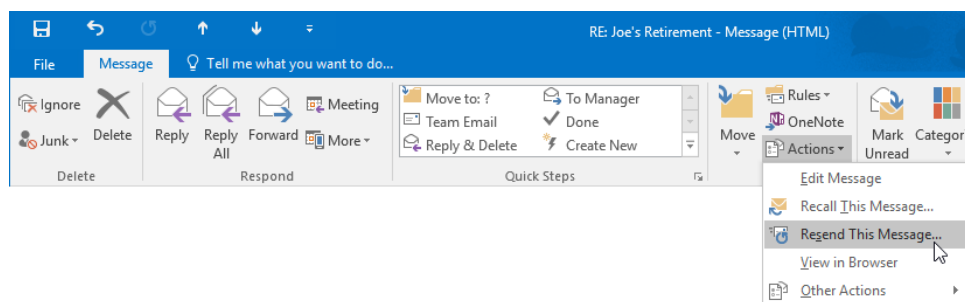 RE: Joe's Retirement - Message (HTML)
File Message Tell me what you want to do...
Ignore
Junk
Delete
Delete
Reply
Reply All
Forward
Meeting
More
Respond
Move to: ?
To Manager
Team Email
Done
Reply & Delete
Create New
Quick Steps
Move
Rules
OneNote
Actions
Mark Unread
Categor
Edit Message
Recall This Message...
Resend This Message...
View in Browser
Other Actions